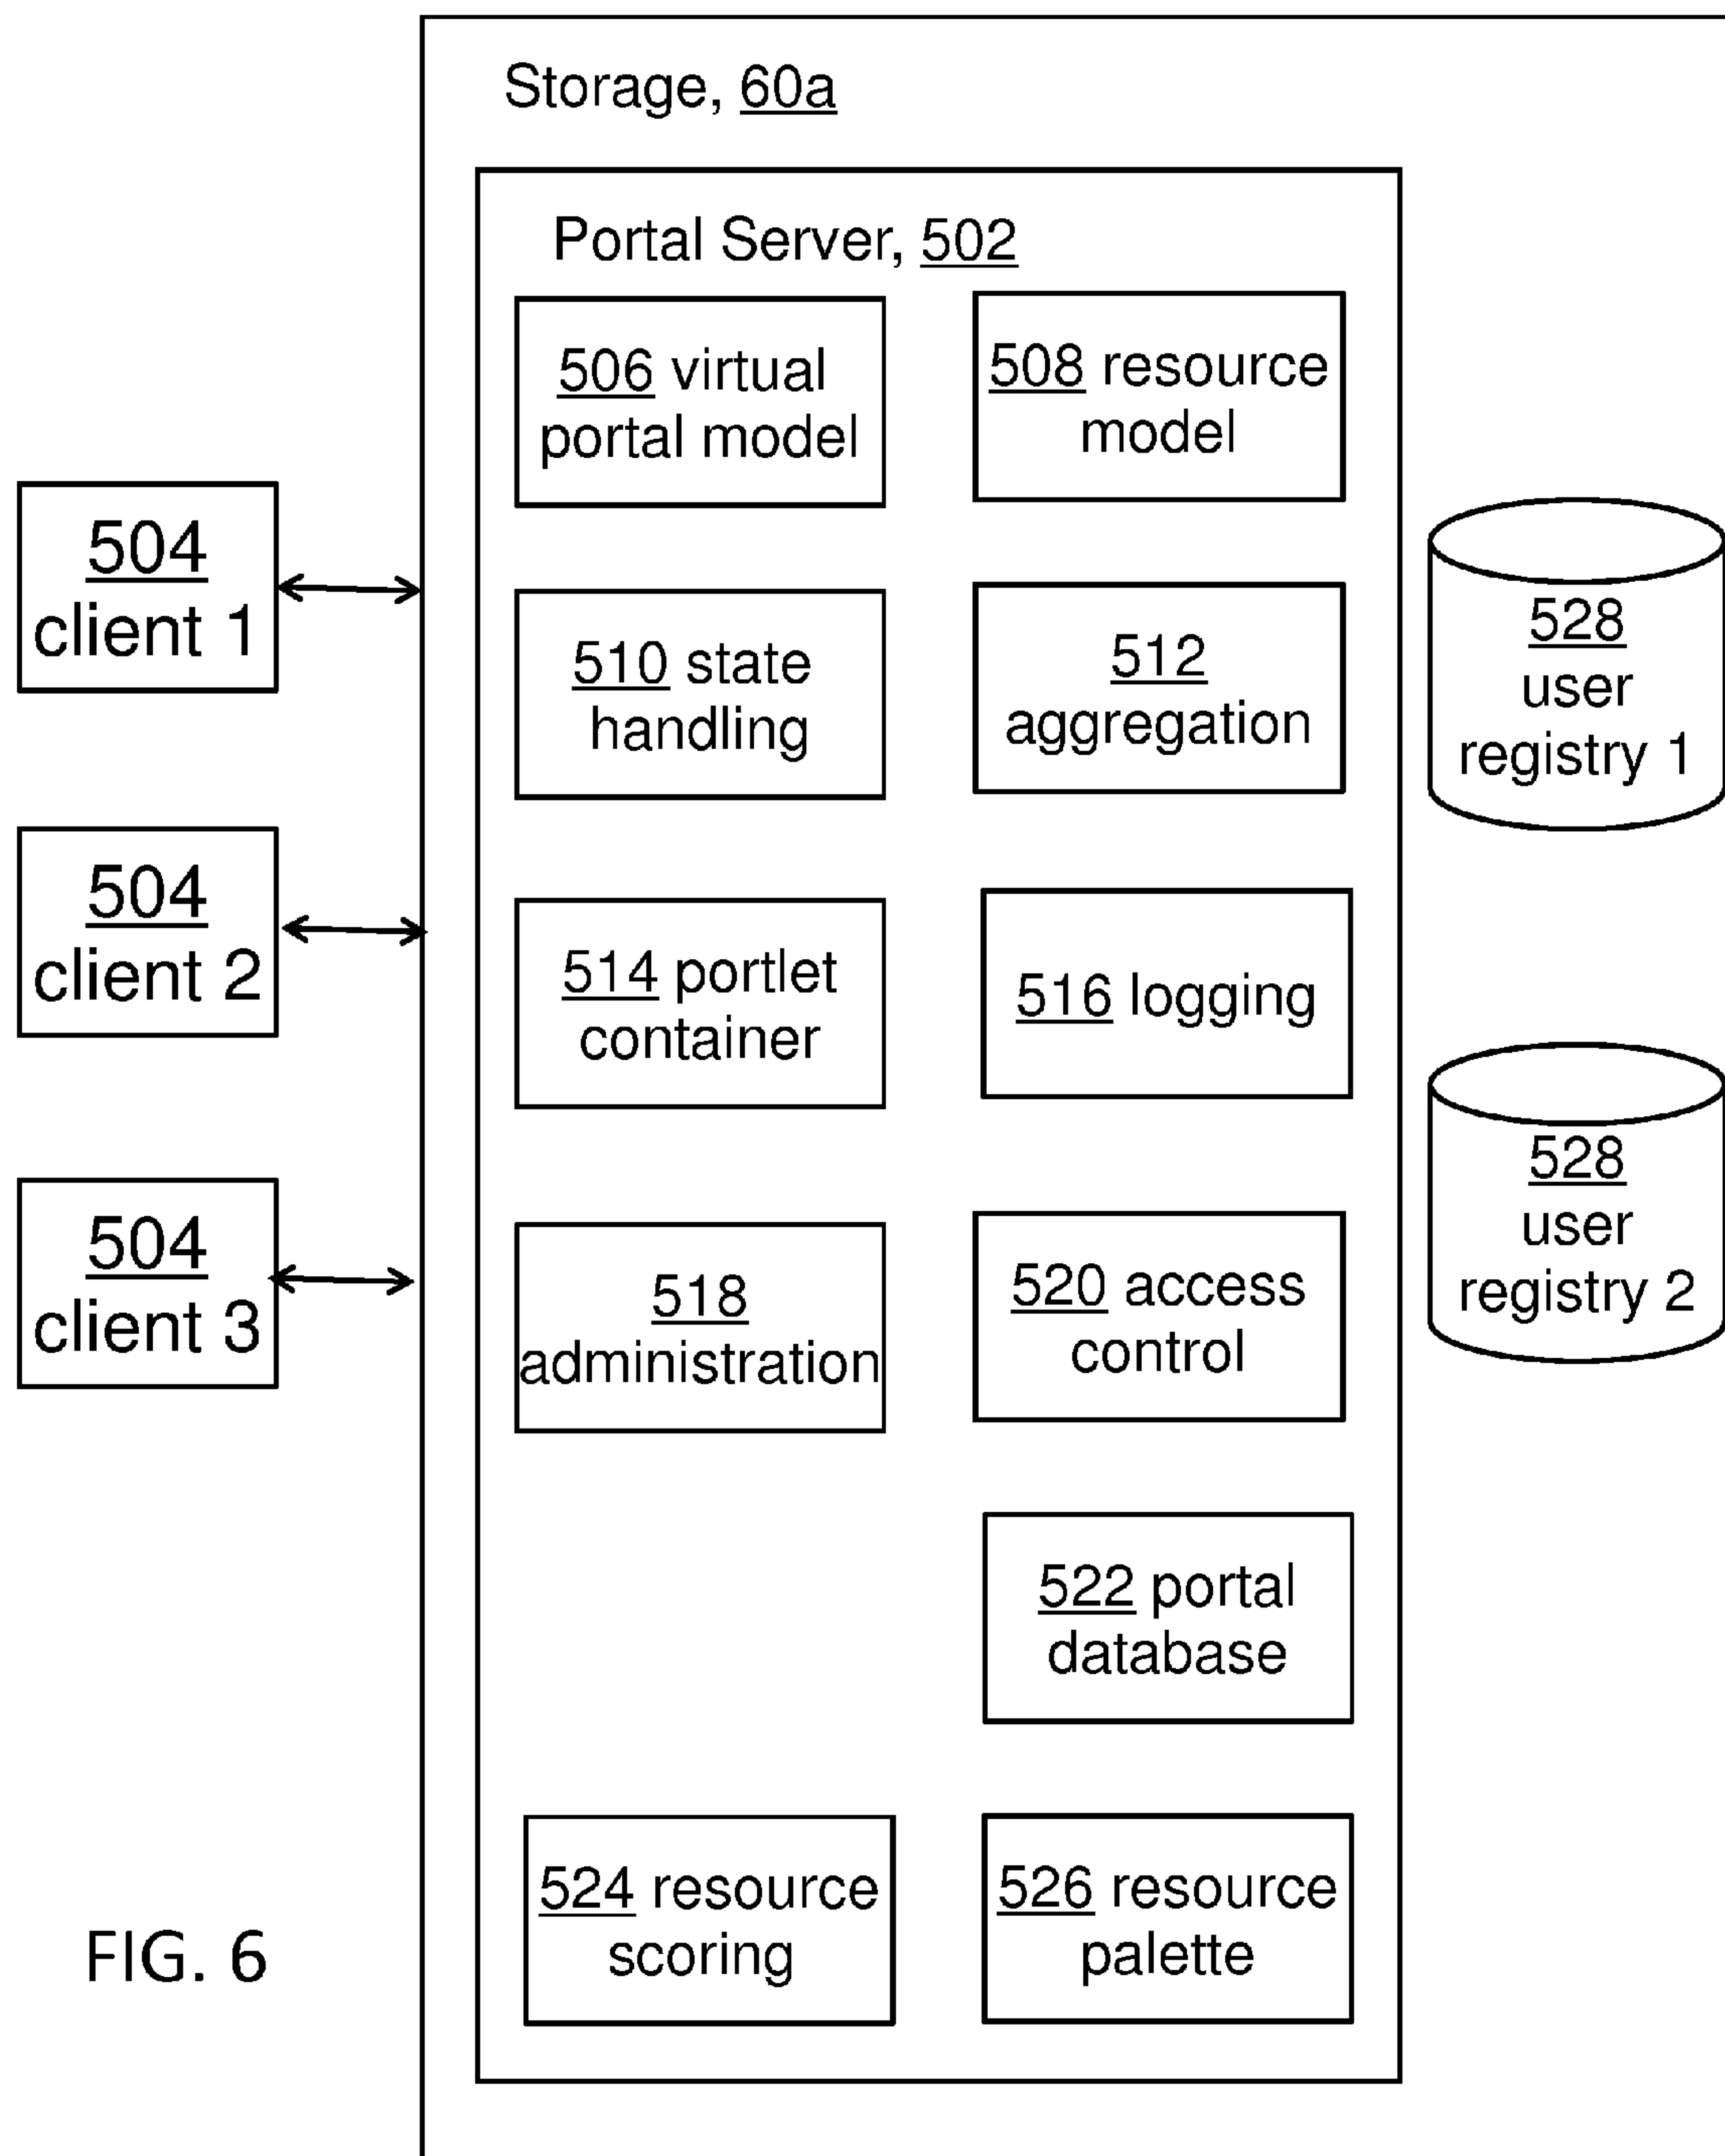 Storage, 60a
Portal Server, 502
506 virtual
portal model
508 resource
model
504
client 1
510 state
handling
512
aggregation
528
user
registry 1
504
client 2
514 portlet
container
516 logging
504
client 3
518
administration
520 access
control
528
user
registry 2
522 portal
database
524 resource
scoring
526 resource
palette
FIG. 6